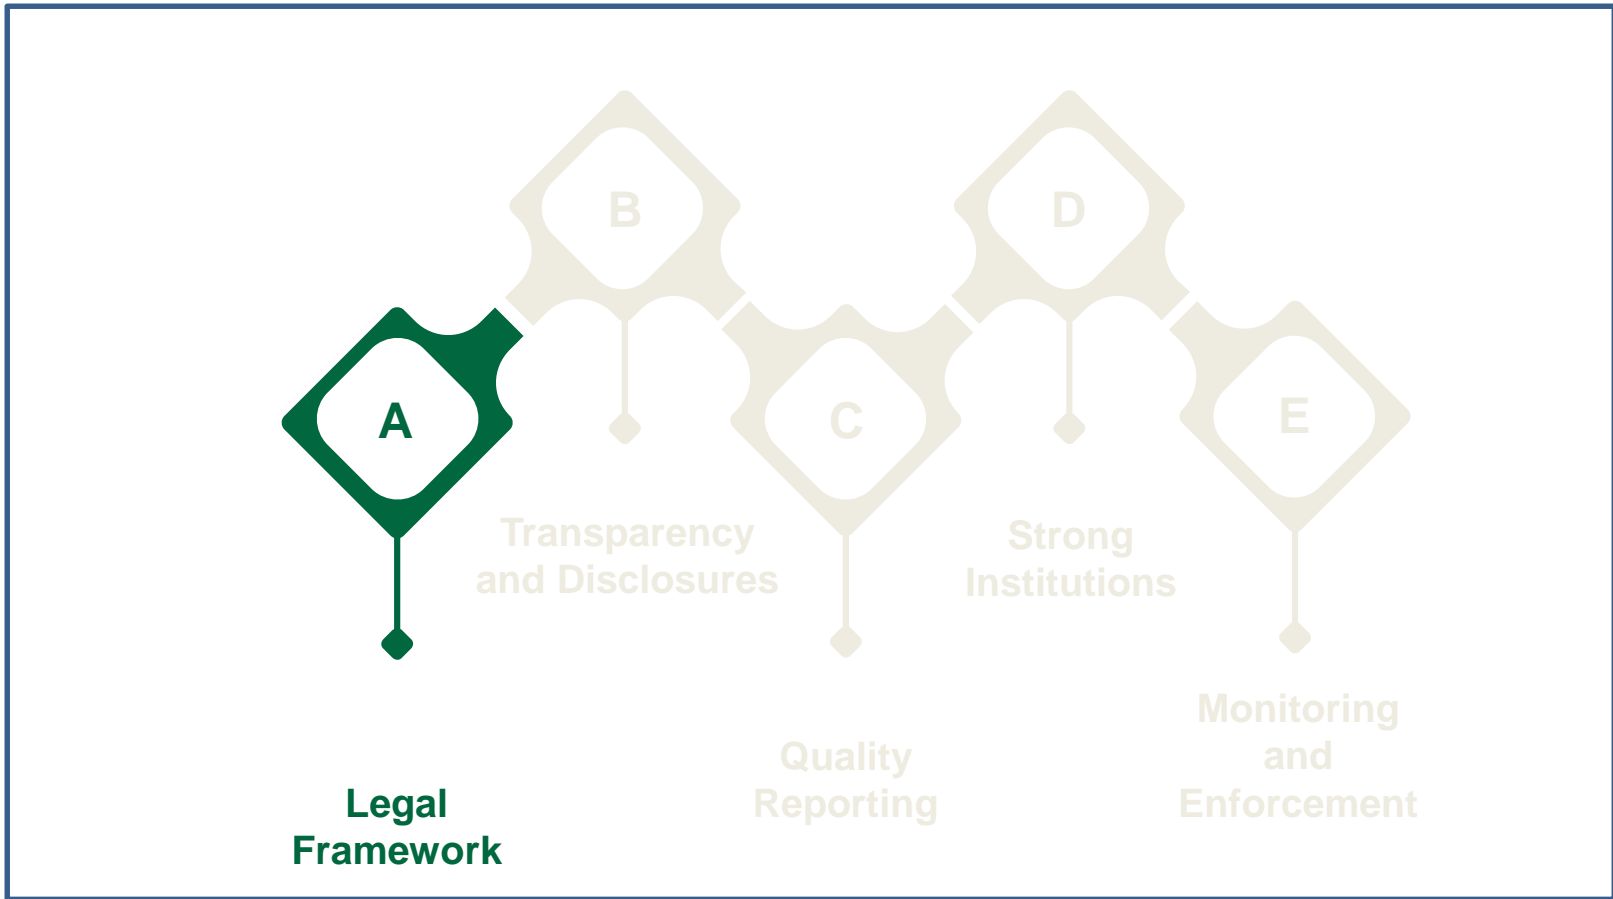 A
Legal
Framework
B
Transparency
and Disclosures
C
Quality
Reporting
D
Strong
Institutions
E
Monitoring
and
Enforcement